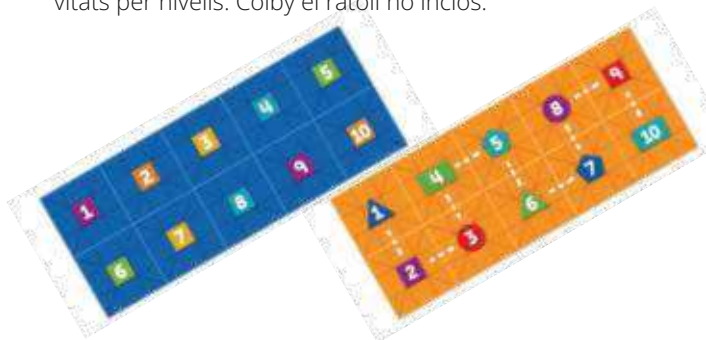 vitats per nivells. Colby el ratolí no inclòs.
1 2 3 4 5
6 7 8 9 10
1 4 5 8 9
2 3 6 7 10